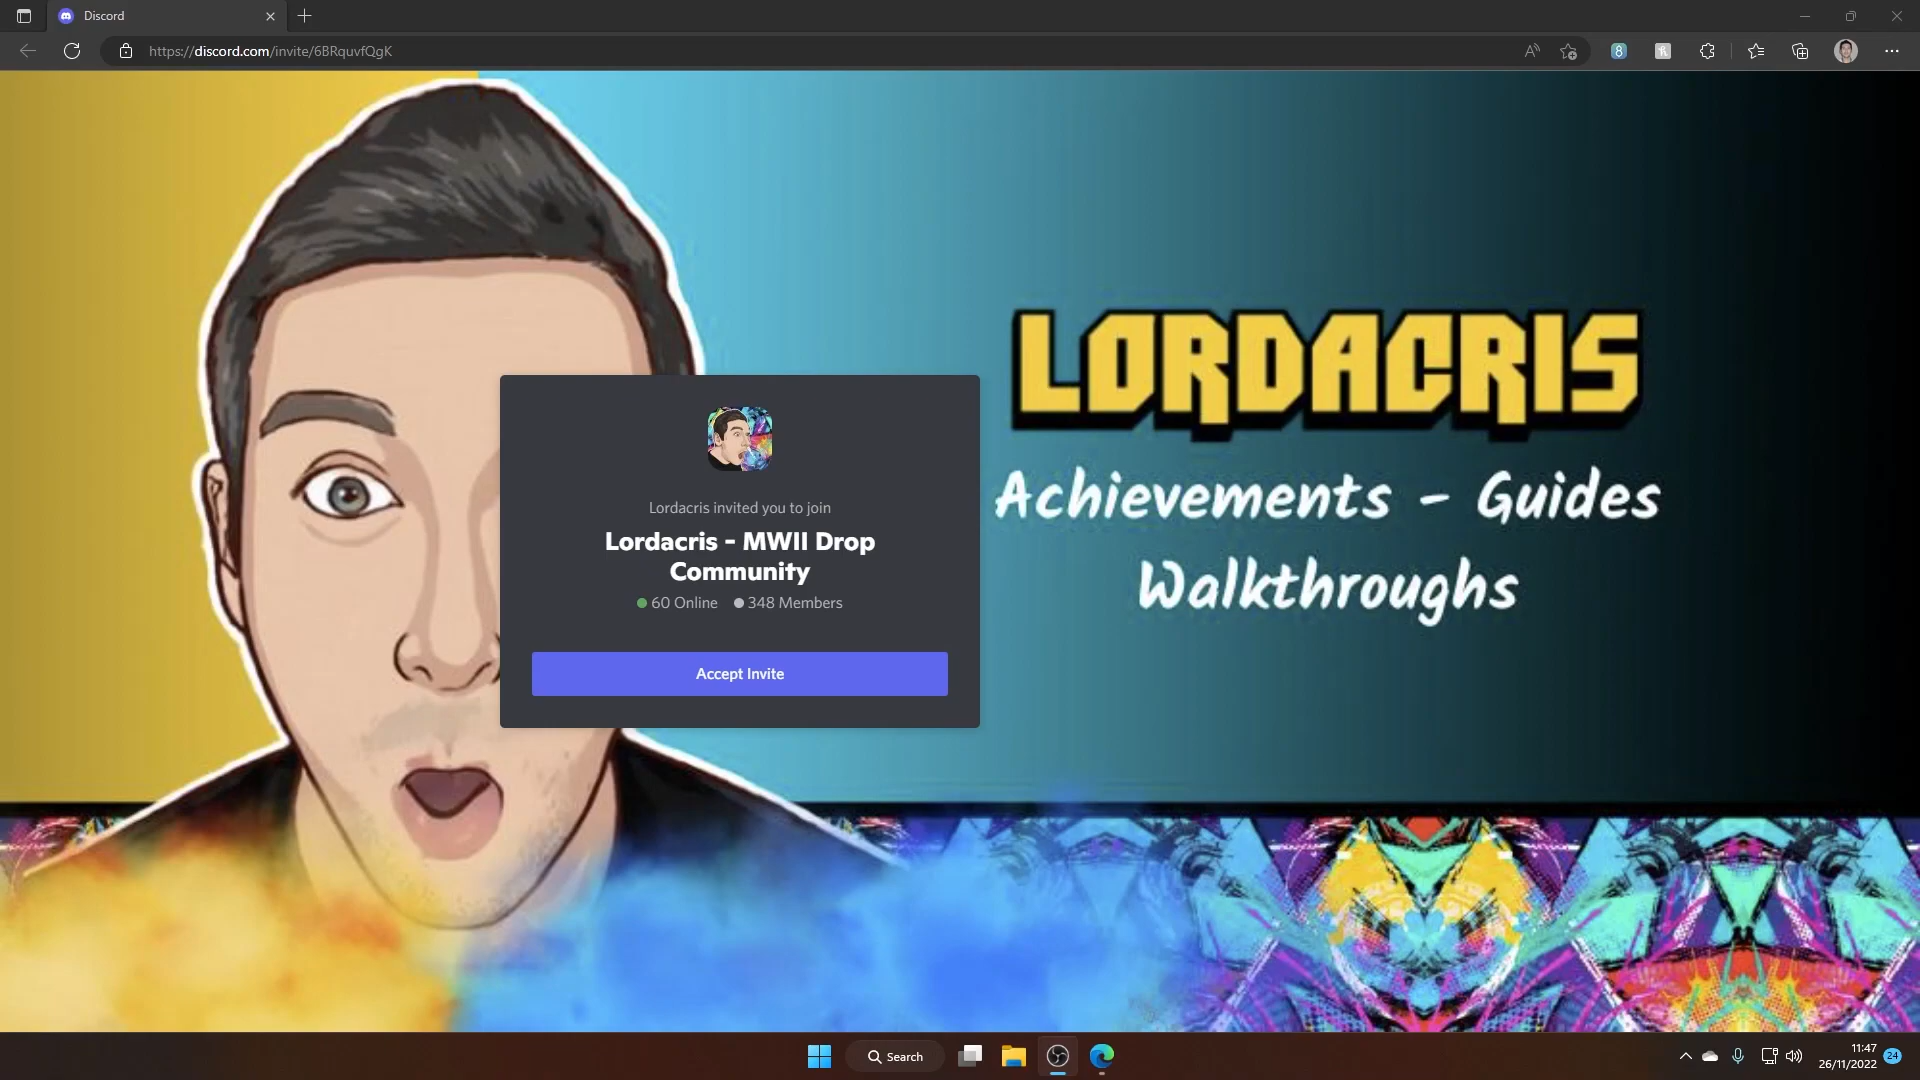 Discord
https://discord.com/invite/6BRquvfQgK
LORDACRIS
Achievements - Guides
Walkthroughs
Lordacris invited you to join
Lordacris - MWII Drop
Community
60 Online 348 Members
Accept Invite
Search
11:47
26/11/2022
24